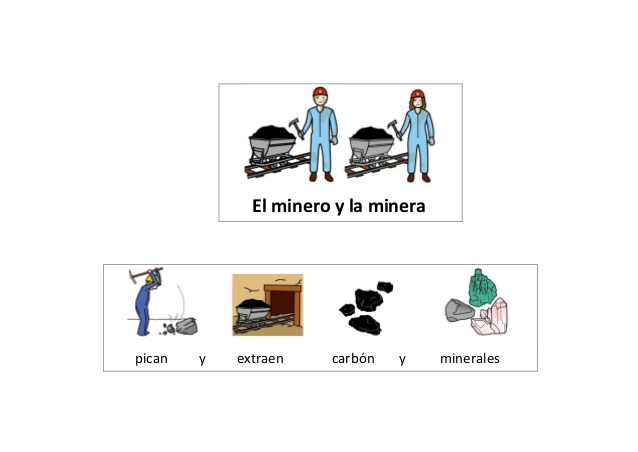 El minero y la minera
pican y extraen carbón y minerales